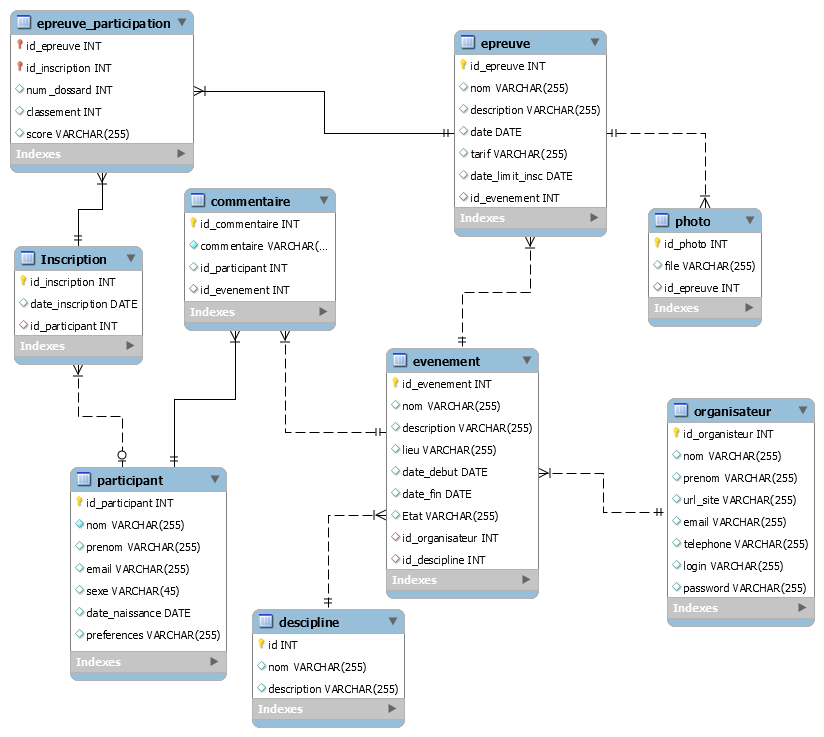 epreuve_participation
id_epreuve INT
id_inscription INT
num_dossard INT
classement INT
score VARCHAR(255)
Indexes
epreuve
id_epreuve INT
nom VARCHAR(255)
description VARCHAR(255)
date DATE
tarif VARCHAR(255)
date_limit_insc DATE
id_evenement INT
Indexes
commentaire
id_commentaire INT
commentaire VARCHAR(...
id_participant INT
id_evenement INT
Indexes
photo
id_photo INT
file VARCHAR(255)
id_epreuve INT
Indexes
Inscription
id_inscription INT
date_inscription DATE
id_participant INT
Indexes
evenement
id_evenement INT
nom VARCHAR(255)
description VARCHAR(255)
lieu VARCHAR(255)
date_debut DATE
date_fin DATE
Etat VARCHAR(255)
id_organisateur INT
id_descipline INT
Indexes
organisateur
id_organisteur INT
nom VARCHAR(255)
prenom VARCHAR(255)
url_site VARCHAR(255)
email VARCHAR(255)
telephone VARCHAR(255)
login VARCHAR(255)
password VARCHAR(255)
Indexes
participant
id_participant INT
nom VARCHAR(255)
prenom VARCHAR(255)
email VARCHAR(255)
sexe VARCHAR(45)
date_naissance DATE
preferences VARCHAR(255)
Indexes
descipline
id INT
nom VARCHAR(255)
description VARCHAR(255)
Indexes